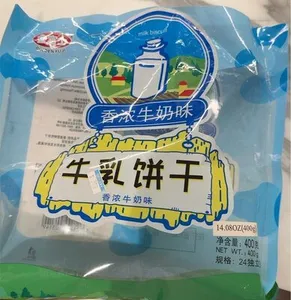 milk biscuit
香浓牛奶味
牛乳饼干
香浓牛奶味
14.08OZ(400g)
净含量:400克
NET WT:400g
规格:24独